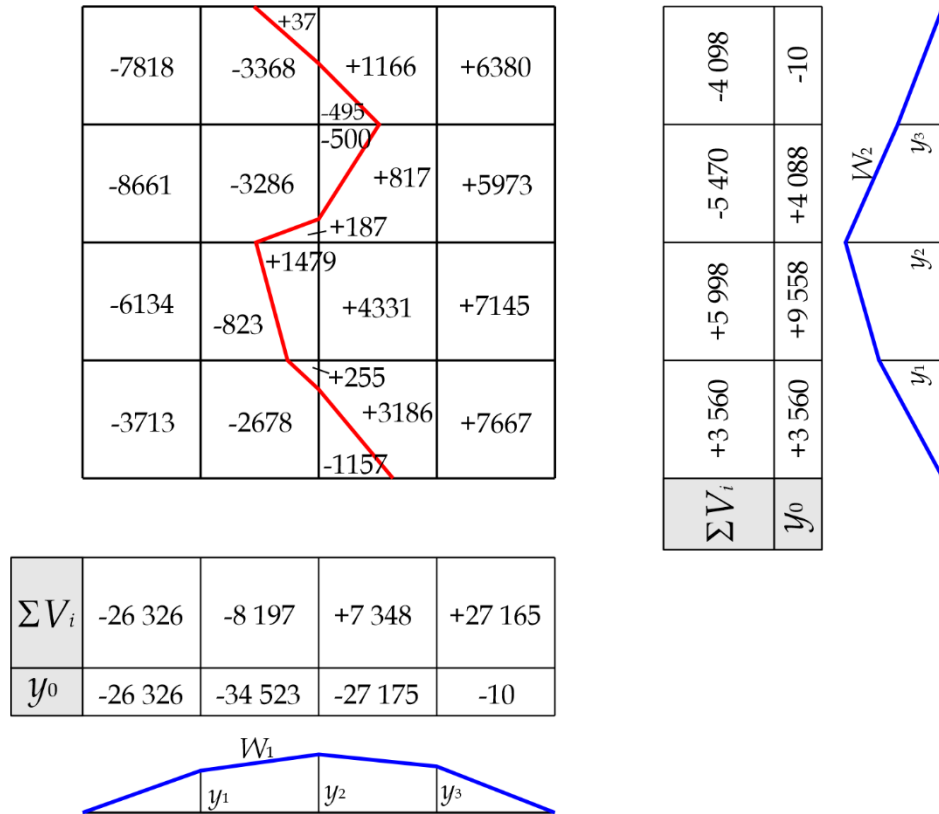 +37
-7818 -3368 +1166 +6380
-495
-500
-8661 -3286 +817 +5973
+187
+1479
-6134 -823 +4331 +7145
+255
-3713 -2678 +3186 +7667
-1157
ΣVi -26 326 -8 197 +7 348 +27 165
y0 -26 326 -34 523 -27 175 -10
W1
y1 y2 y3
ΣVi +3 560 +5 998 -5 470 -4 098
y0 +3 560 +9 558 +4 088 -10
W2
y1 y2 y3